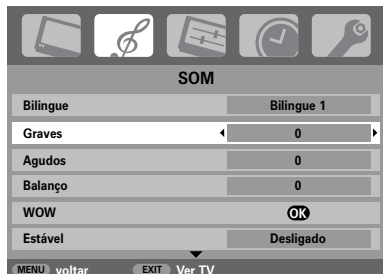 SOM
Bilingue Bilingue 1
Graves 0
Agudos 0
Balanço 0
WOW OK
Estável Desligado
MENU voltar EXIT Ver TV